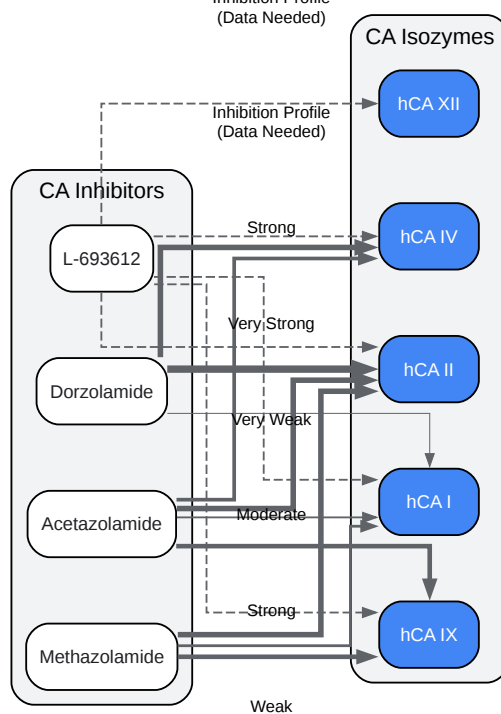 Inhibition Profile
(Data Needed)
CA Isozymes
hCA XII
Inhibition Profile
(Data Needed)
CA Inhibitors
Strong
hCA IV
L-693612
Very Strong
hCA II
Dorzolamide
Very Weak
hCA I
Moderate
Acetazolamide
Strong
hCA IX
Methazolamide
Weak